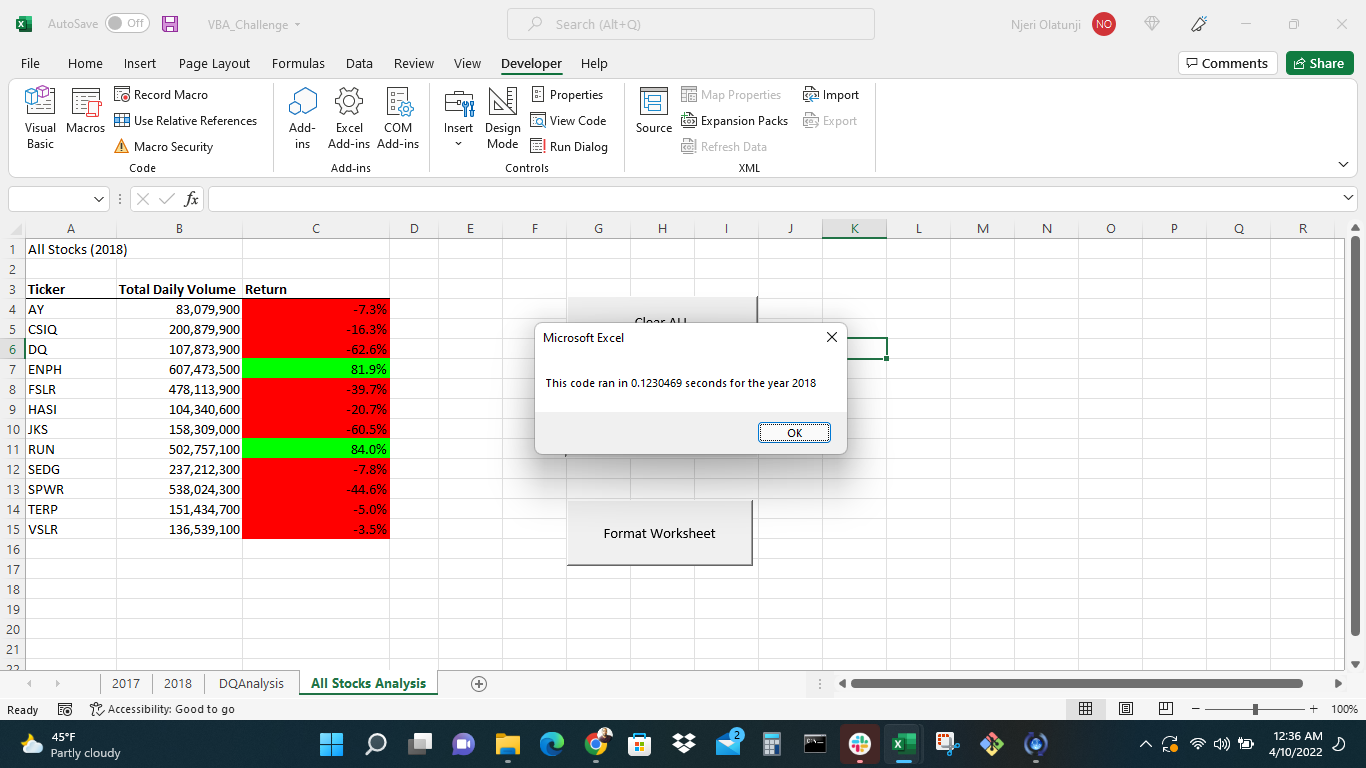 AutoSave Off VBA_Challenge Search (Alt+Q) Njeri Olatunji NO
File Home Insert Page Layout Formulas Data Review View Developer Help Comments Share
Visual Basic Macros Record Macro Use Relative References Macro Security
Add-ins Excel Add-ins COM Add-ins
Insert Design Mode Properties View Code Run Dialog
Source Map Properties Expansion Packs Refresh Data Import Export
Code Add-ins Controls XML
fx
A B C D E F G H I J K L M N O P Q R
1 All Stocks (2018)
2
3 Ticker Total Daily Volume Return
4 AY 83,079,900 -7.3%
5 CSIQ 200,879,900 -16.3%
6 DQ 107,873,900 -62.6%
7 ENPH 607,473,500 81.9%
8 FSLR 478,113,900 -39.7%
9 HASI 104,340,600 -20.7%
10 JKS 158,309,000 -60.5%
11 RUN 502,757,100 84.0%
12 SEDG 237,212,300 -7.8%
13 SPWR 538,024,300 -44.6%
14 TERP 151,434,700 -5.0%
15 VSLR 136,539,100 -3.5%
16
17
18
19
20
21
22
Clear ALL
Microsoft Excel
This code ran in 0.1230469 seconds for the year 2018
OK
Format Worksheet
2017 2018 DQAnalysis All Stocks Analysis
Ready Accessibility: Good to go 100%
45°F
Partly cloudy
2
12:36 AM
4/10/2022